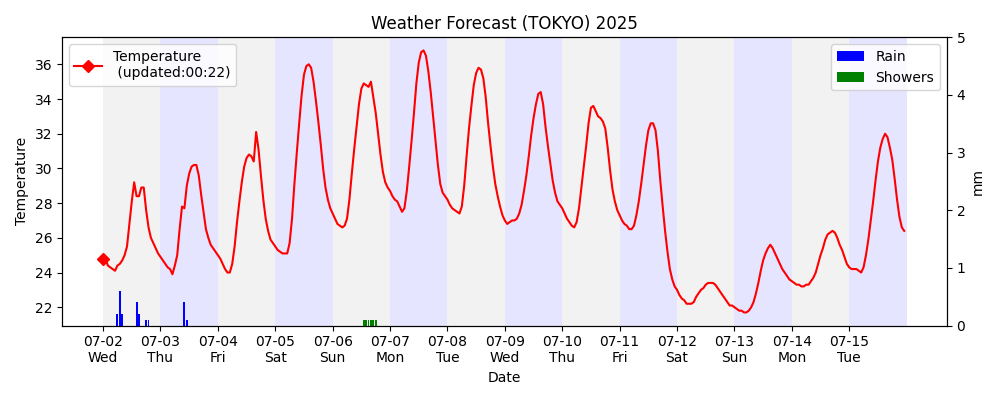 Weather Forecast (TOKYO) 2025
Temperature
(updated:00:22)
Rain
Showers
Temperature
36
34
32
30
28
26
24
22
5
4
3
2
1
0
mm
07-02 07-03 07-04 07-05 07-06 07-07 07-08 07-09 07-10 07-11 07-12 07-13 07-14 07-15
Wed Thu Fri Sat Sun Mon Tue Wed Thu Fri Sat Sun Mon Tue
Date